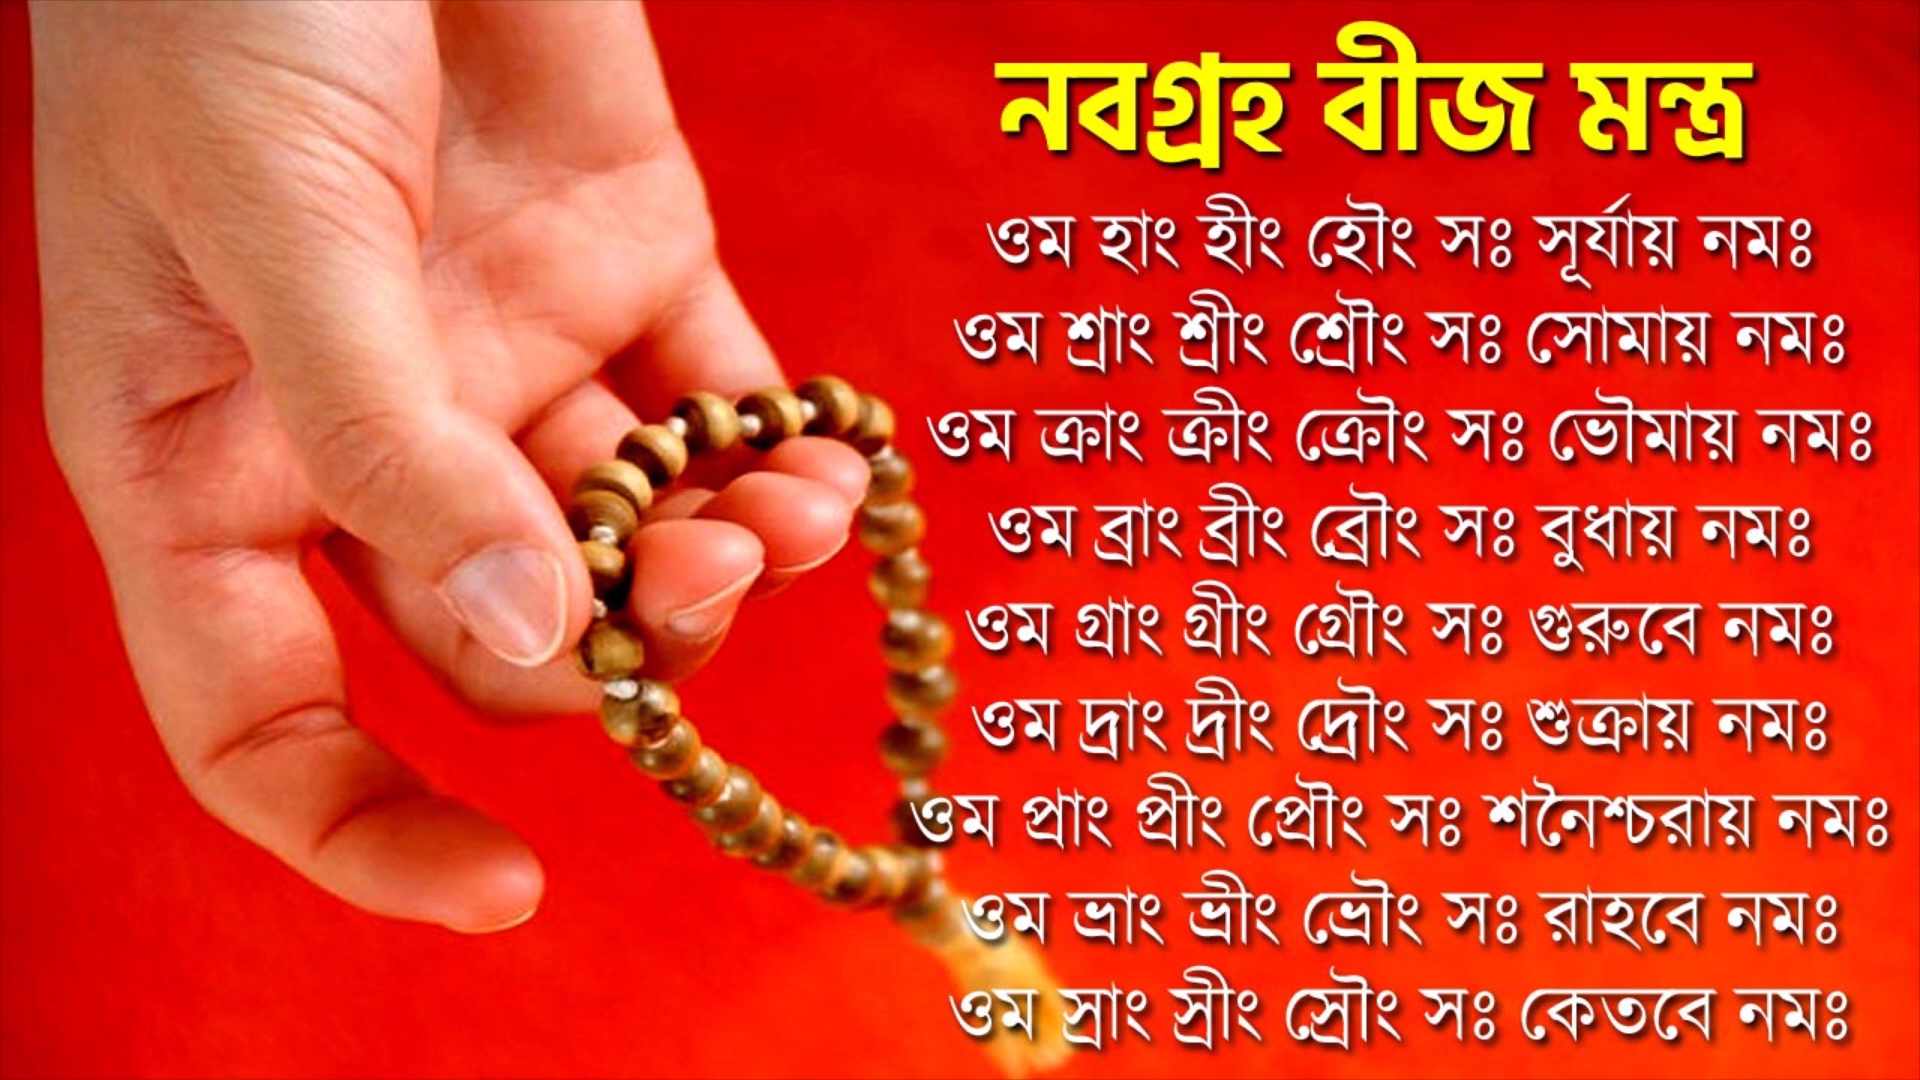 নবগ্রহ বীজ মন্ত্র
ওম হাং হীং হৌং সঃ সূর্যায় নমঃ
ওম শ্রাং শ্রীং শ্রৌং সঃ সোমায় নমঃ
ওম ক্রাং ক্রীং ক্রৌং সঃ ভৌমায় নমঃ
ওম ব্রাং ব্রীং ব্রৌং সঃ বুধায় নমঃ
ওম গ্রাং গ্রীং গ্রৌং সঃ গুরুবে নমঃ
ওম দ্রাং দ্রীং দ্রৌং সঃ শুক্রায় নমঃ
ওম প্রাং প্রীং প্রৌং সঃ শনৈশ্চরায় নমঃ
ওম ভ্রাং ভ্রীং ভ্রৌং সঃ রাহবে নমঃ
ওম স্রাং স্রীং স্রৌং সঃ কেতবে নমঃ